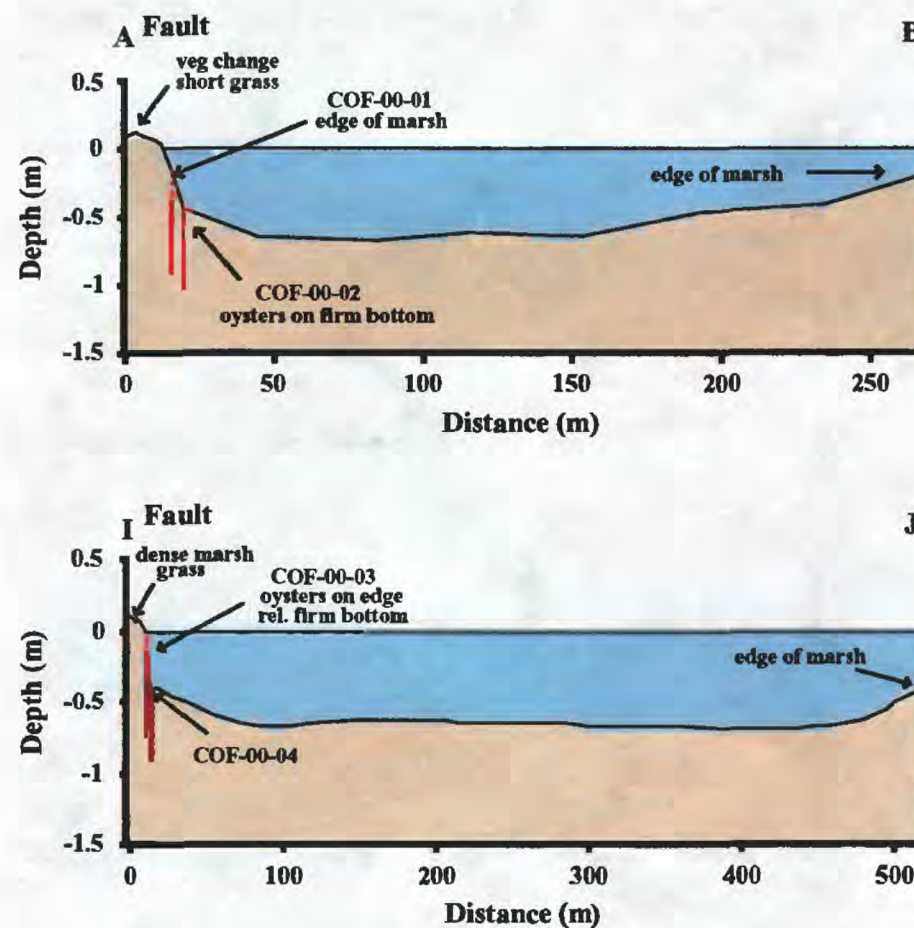 A Fault
veg change
short grass
COF-00-01
edge of marsh
edge of marsh
COF-00-02
oysters on firm bottom
0.5
0
-0.5
-1
-1.5
Depth (m)
0 50 100 150 200 250
Distance (m)
I Fault
J
dense marsh
grass
COF-00-03
oysters on edge
rel. firm bottom
edge of marsh
COF-00-04
0.5
0
-0.5
-1
-1.5
Depth (m)
0 100 200 300 400 500
Distance (m)